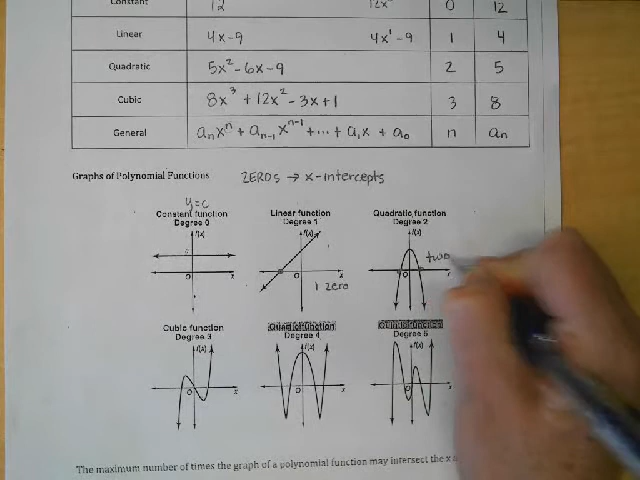 Constant 12 12x 0 12
Linear 4x-9 4x¹-9 1 4
Quadratic 5x²-6x-9 2 5
Cubic 8x³+12x²-3x+1 3 8
General aₙxⁿ+aₙ₋₁xⁿ⁻¹+...+a₁x+a₀ n aₙ
Graphs of Polynomial Functions ZEROS → x-intercepts
y=c
Constant function Linear function Quadratic function
Degree 0 Degree 1 Degree 2
f(x) f(x) f(x)
two
O x O x O
1 zero
Cubic function function
Degree 3 Degree 4 Degree 5
f(x) f(x) f(x)
O x O x O x
The maximum number of times the graph of a polynomial function may intersect the x